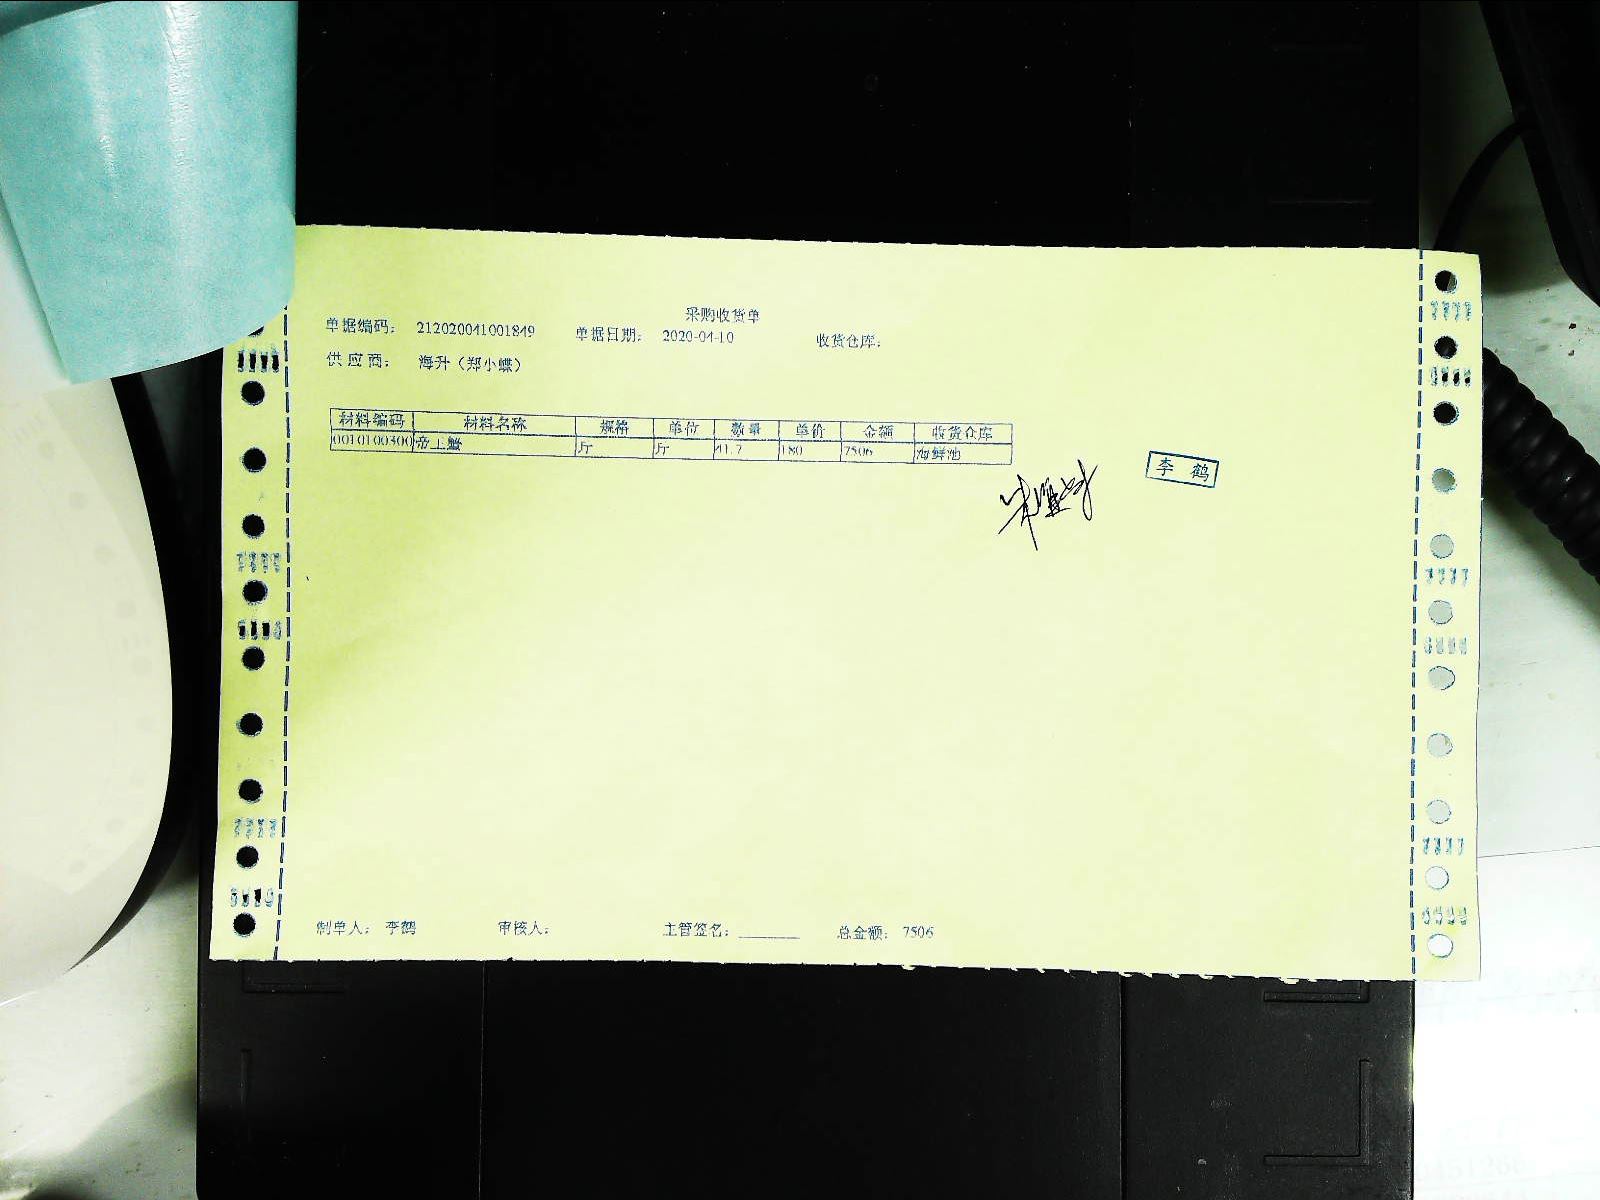 采购收货单
单据编码： 212020041001849 单据日期： 2020-04-10 收货仓库：
供 应 商： 海升（郑小蝶）
材料编码 材料名称 规格 单位 数量 单价 金额 收货仓库
0010100300 帝王蟹 斤 斤 41.7 180 7506 海鲜池
李 鹤
制单人： 李鹤 审核人： 主管签名：________ 总金额： 7506